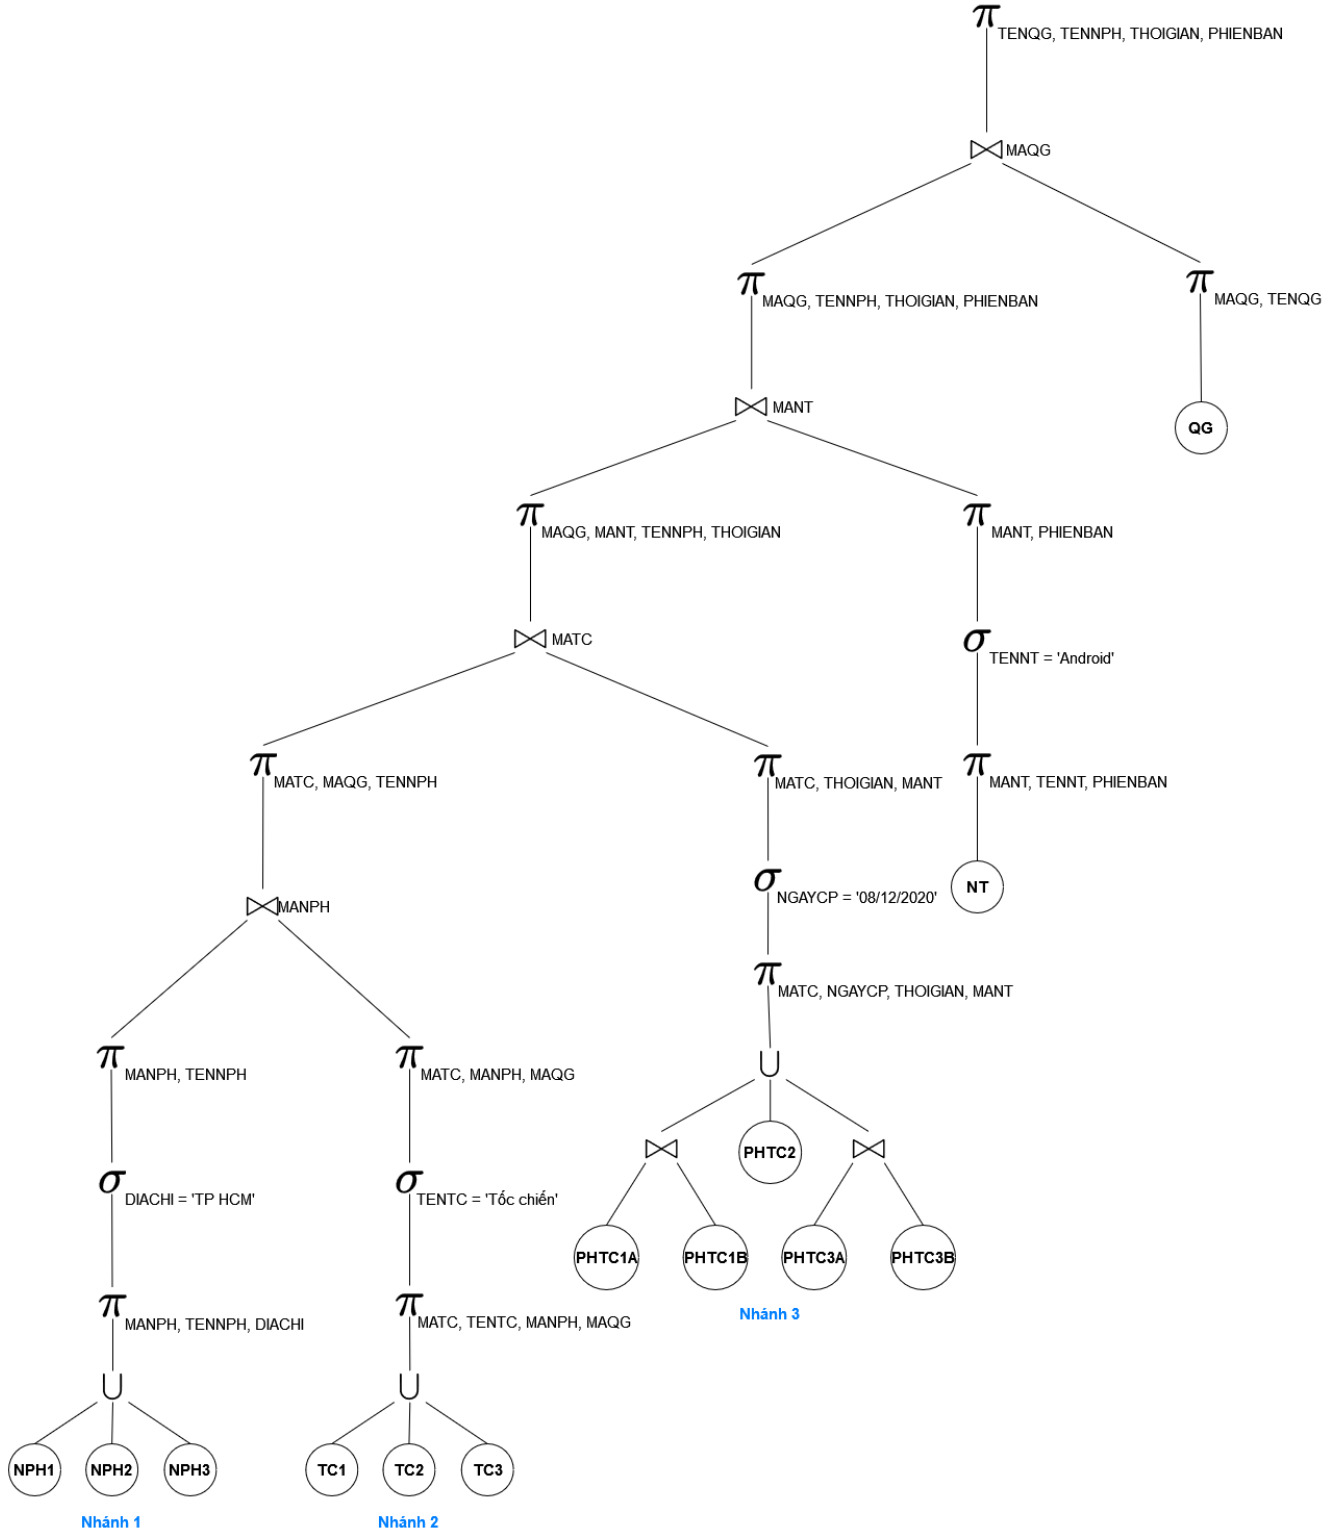 π TENQG, TENNPH, THOIGIAN, PHIENBAN
⋈ MAQG
π MAQG, TENNPH, THOIGIAN, PHIENBAN
π MAQG, TENQG
⋈ MANT
QG
π MAQG, MANT, TENNPH, THOIGIAN
π MANT, PHIENBAN
⋈ MATC
σ TENNT = 'Android'
π MATC, MAQG, TENNPH
π MATC, THOIGIAN, MANT
π MANT, TENNT, PHIENBAN
σ NGAYCP = '08/12/2020'
NT
⋈ MANPH
π MATC, NGAYCP, THOIGIAN, MANT
π MANPH, TENNPH
π MATC, MANPH, MAQG
∪
⋈
PHTC2
⋈
σ DIACHI = 'TP HCM'
σ TENTC = 'Tốc chiến'
PHTC1A
PHTC1B
PHTC3A
PHTC3B
Nhánh 3
π MANPH, TENNPH, DIACHI
π MATC, TENTC, MANPH, MAQG
∪
∪
NPH1
NPH2
NPH3
TC1
TC2
TC3
Nhánh 1
Nhánh 2